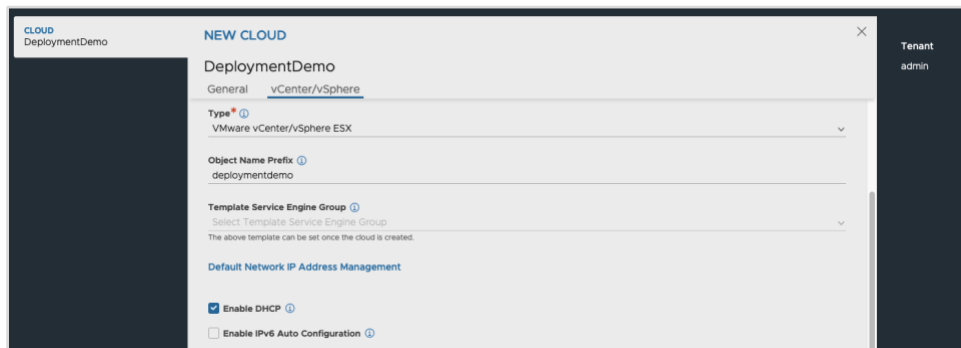 CLOUD
DeploymentDemo
NEW CLOUD
Tenant
admin
DeploymentDemo
General vCenter/vSphere
Type*
VMware vCenter/vSphere ESX
Object Name Prefix
deploymentdemo
Template Service Engine Group
Select Template Service Engine Group
The above template can be set once the cloud is created.
Default Network IP Address Management
Enable DHCP
Enable IPv6 Auto Configuration